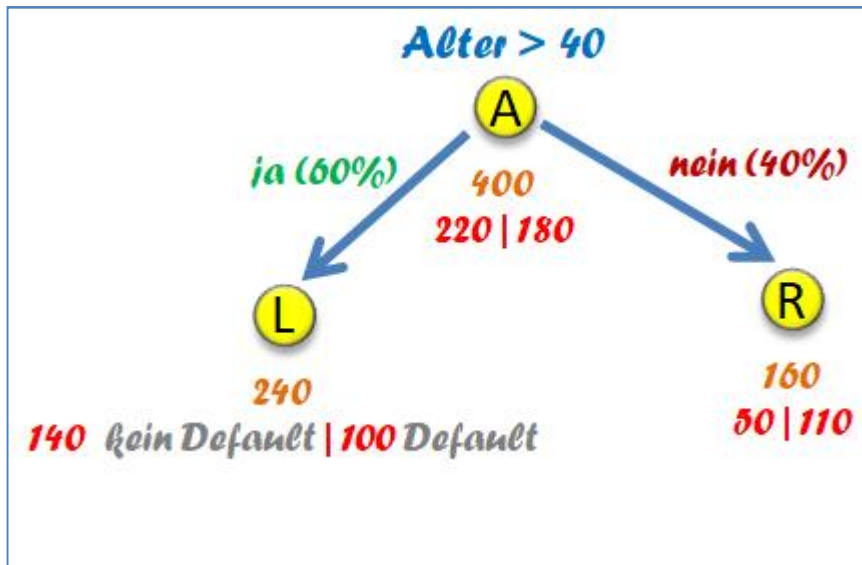 Alter > 40
A
ja (60%)
nein (40%)
400
220 | 180
L
R
240
160
140 kein Default | 100 Default
50 | 110